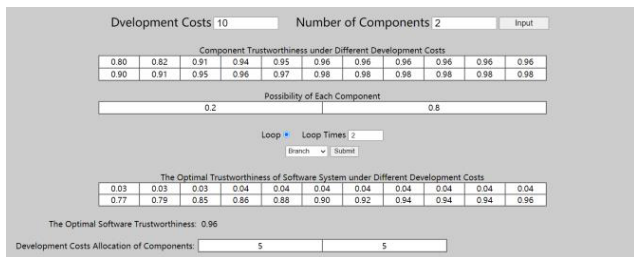 Dvelopment Costs 10 Number of Components 2 Input
Component Trustworthiness under Different Development Costs
0.80 0.82 0.91 0.94 0.95 0.96 0.96 0.96 0.96 0.96 0.96
0.90 0.91 0.95 0.96 0.97 0.98 0.98 0.98 0.98 0.98 0.98
Possibility of Each Component
0.2 0.8
Loop Loop Times 2
Branch Submit
The Optimal Trustworthiness of Software System under Different Development Costs
0.03 0.03 0.03 0.04 0.04 0.04 0.04 0.04 0.04 0.04 0.04
0.77 0.79 0.85 0.86 0.88 0.90 0.92 0.94 0.94 0.94 0.96
The Optimal Software Trustworthiness: 0.96
Development Costs Allocation of Components: 5 5